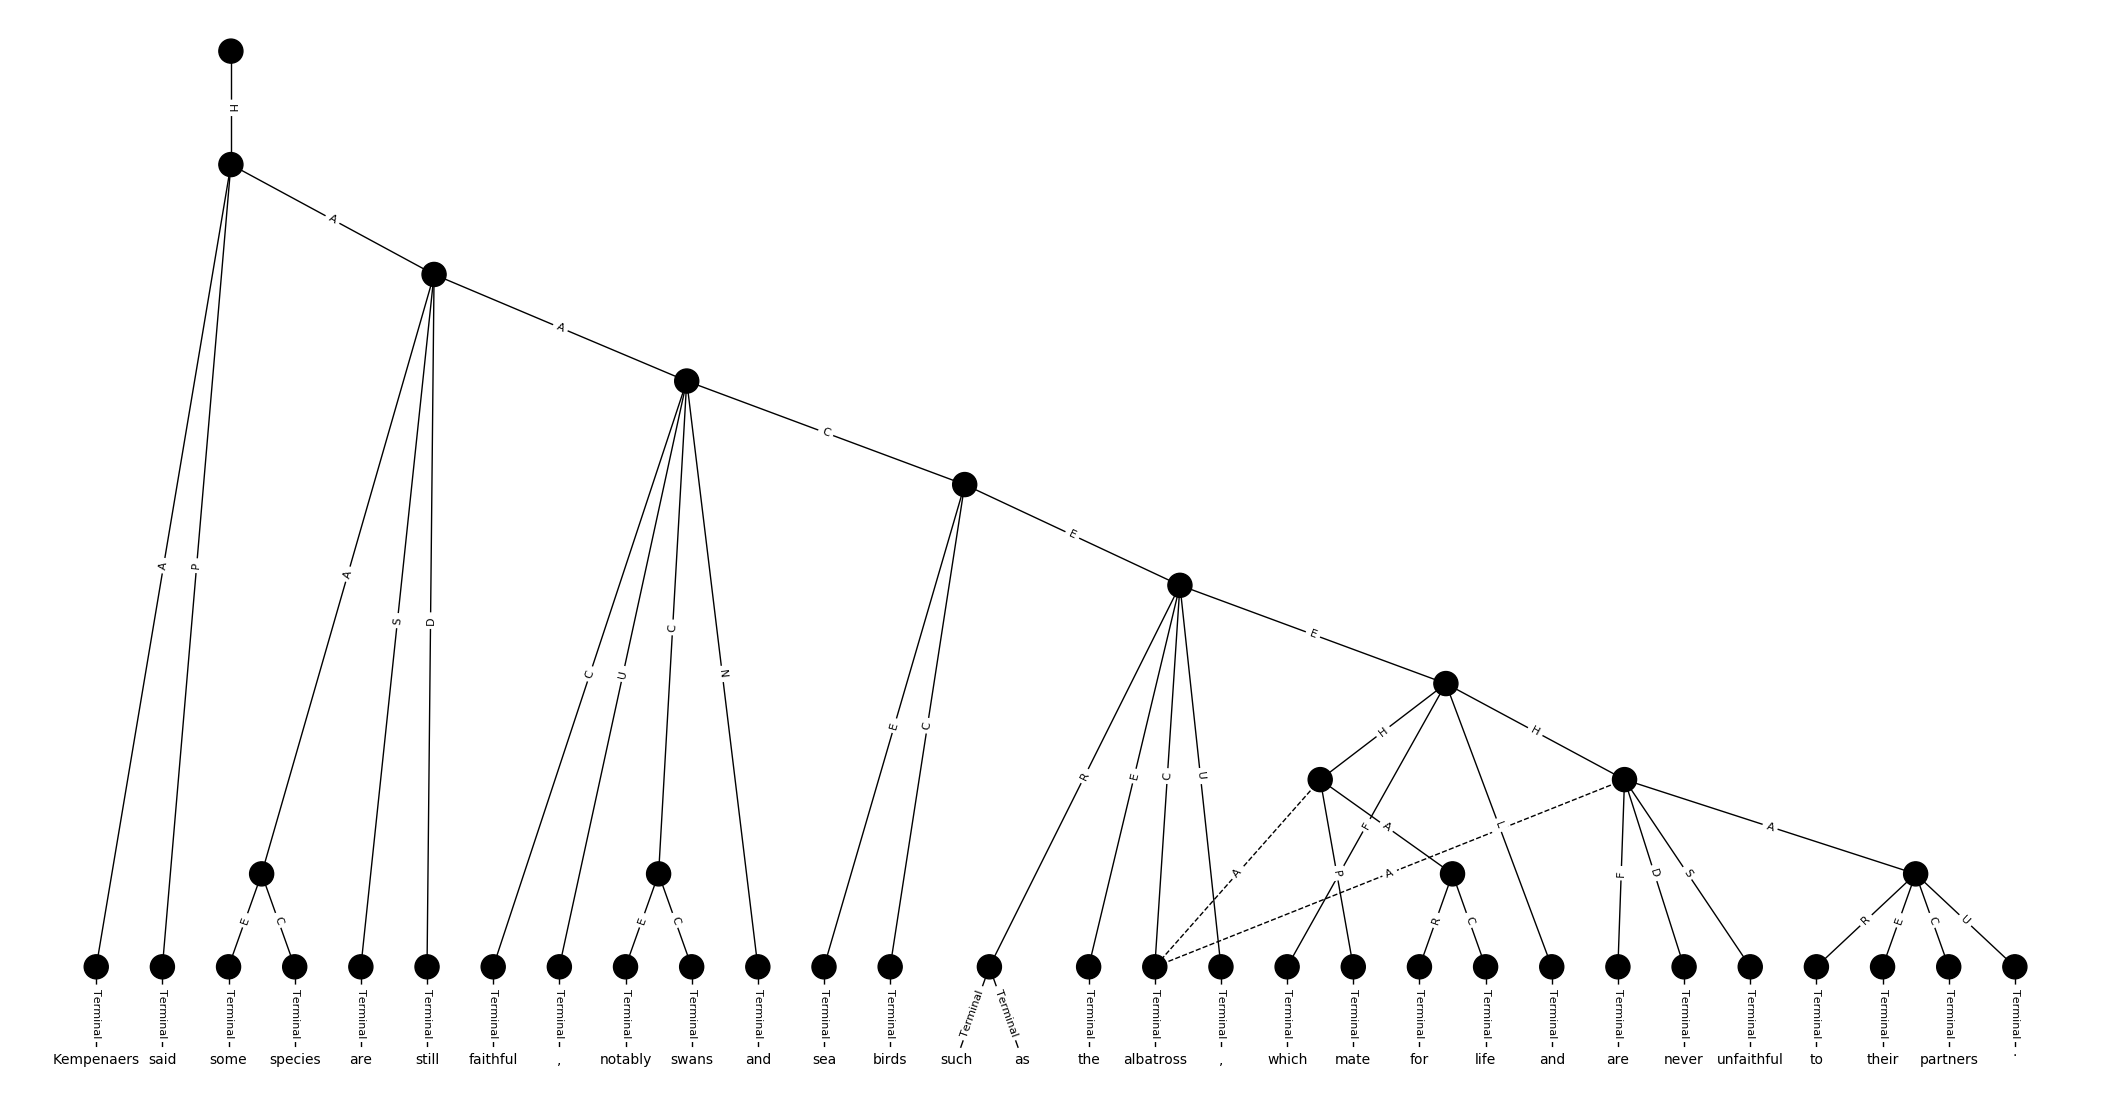 H
A
A
C
E
A
P
A
S
D
C
U
C
N
E
C
R
E
C
U
E
H
H
F
A
L
A
A
P
A
F
D
S
E
C
E
C
R
C
R
E
C
U
Terminal Terminal Terminal Terminal Terminal Terminal Terminal Terminal Terminal Terminal Terminal Terminal Terminal Terminal Terminal Terminal Terminal Terminal Terminal Terminal Terminal Terminal Terminal Terminal Terminal Terminal Terminal Terminal Terminal Terminal
Kempenaers said some species are still faithful , notably swans and sea birds such as the albatross , which mate for life and are never unfaithful to their partners .